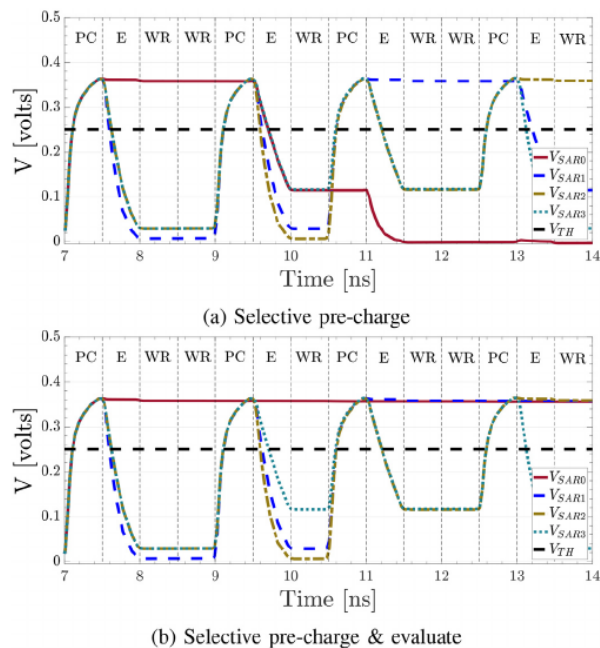 0.5
PC E WR WR PC E WR PC E WR WR PC E WR
0.4
0.3
0.2
0.1
0
V [volts]
V_SAR0
V_SAR1
V_SAR2
V_SAR3
V_TH
7 8 9 10 11 12 13 14
Time [ns]
(a) Selective pre-charge
0.5
PC E WR WR PC E WR PC E WR WR PC E WR
0.4
0.3
0.2
0.1
0
V [volts]
V_SAR0
V_SAR1
V_SAR2
V_SAR3
V_TH
7 8 9 10 11 12 13 14
Time [ns]
(b) Selective pre-charge & evaluate